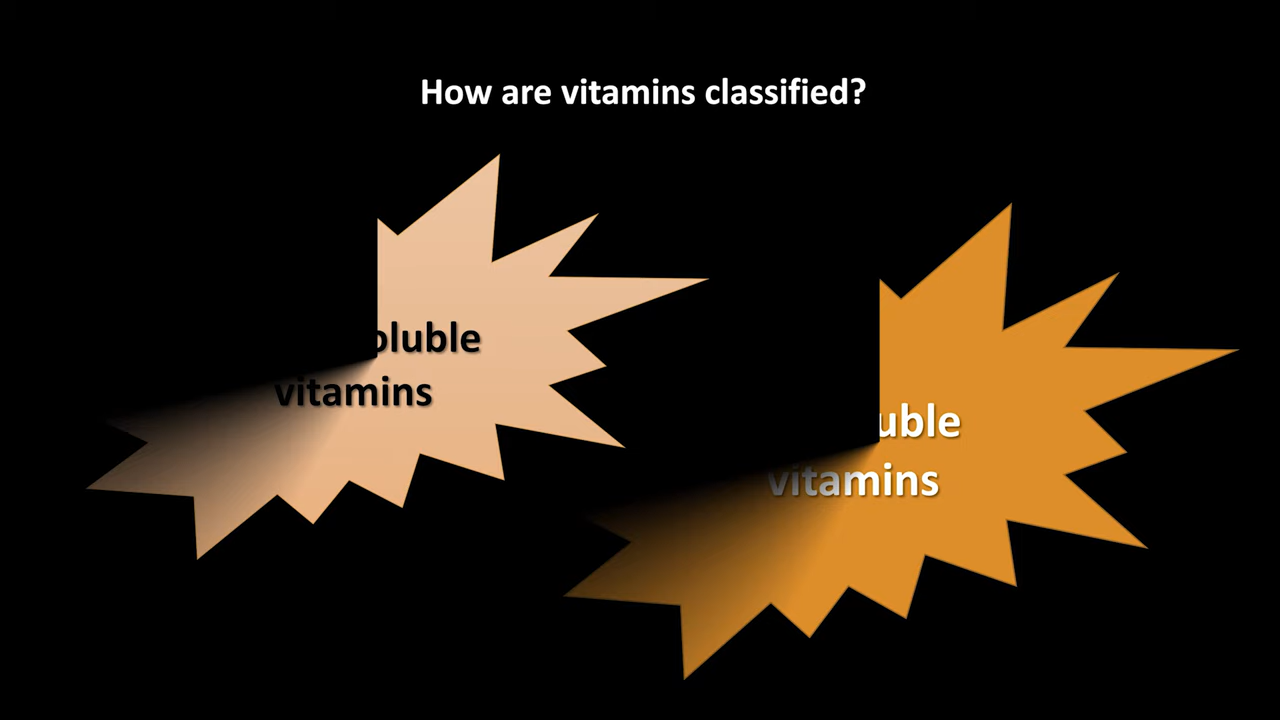 How are vitamins classified?
oluble
vitamins
uble
vitamins